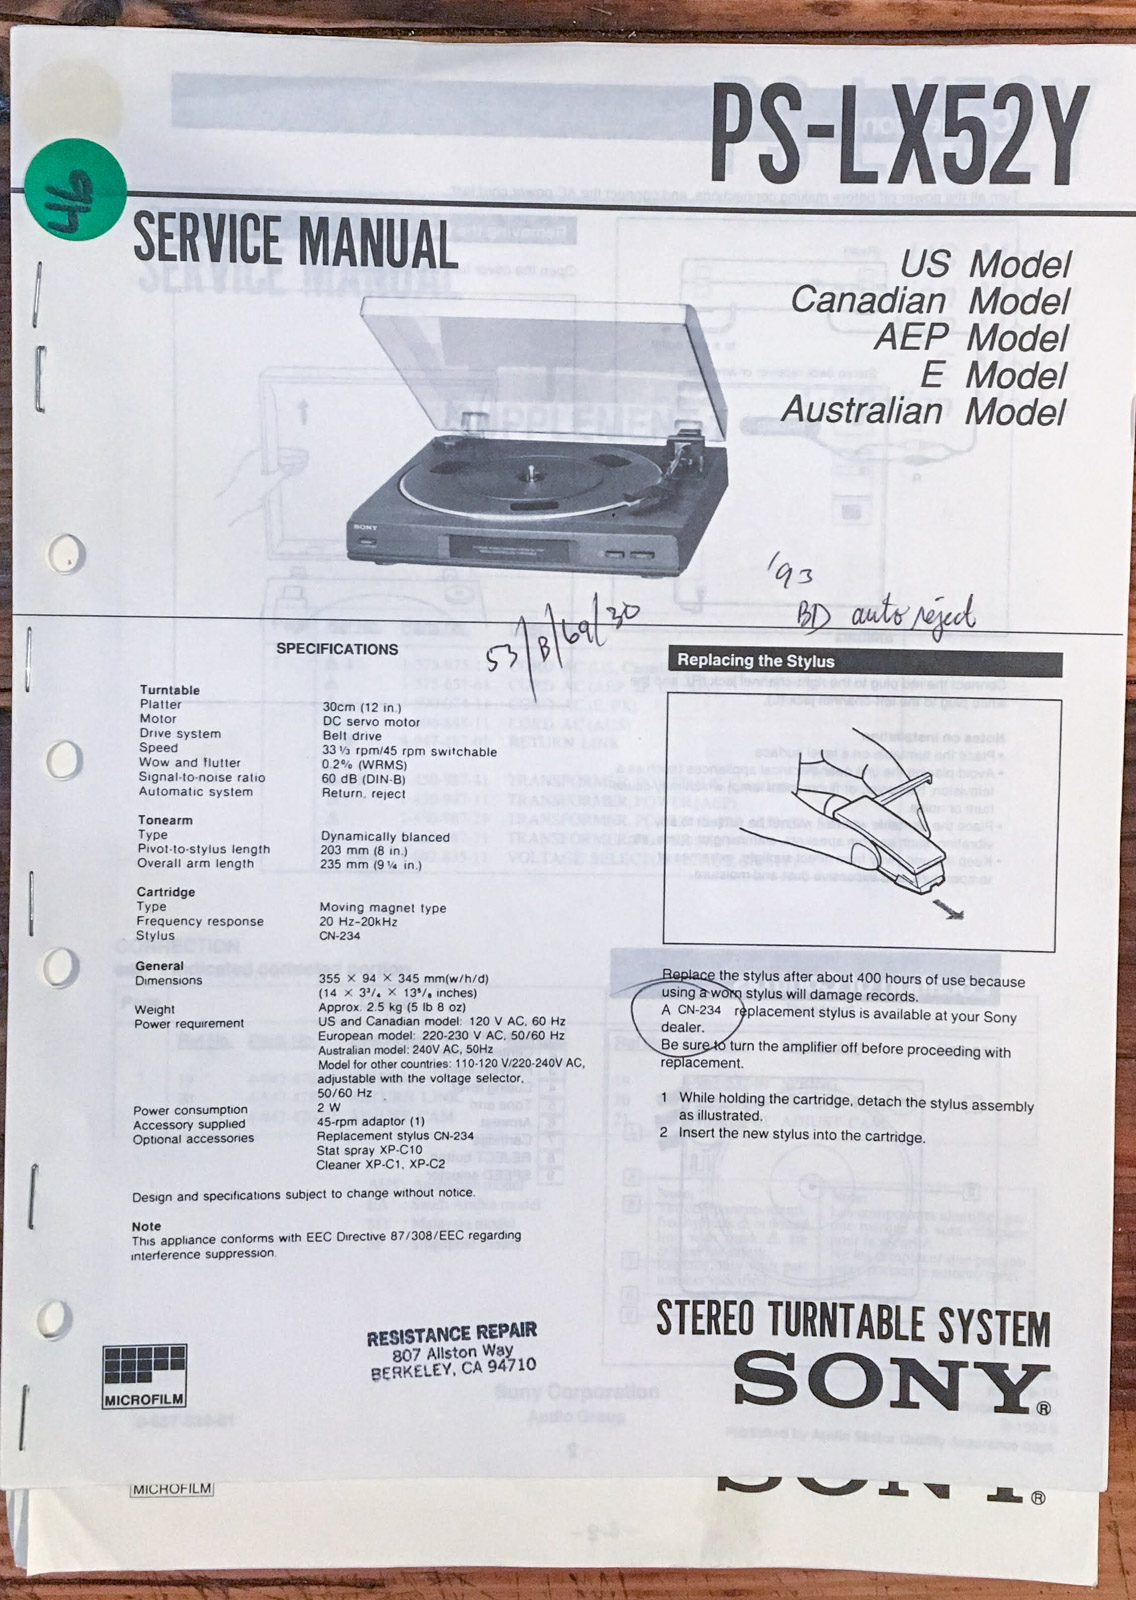 PS-LX52Y
46
SERVICE MANUAL
US Model
Canadian Model
AEP Model
E Model
Australian Model
SONY
'93
BD auto reject
53/B/69/30
SPECIFICATIONS
Turntable
Platter 30cm (12 in.)
Motor DC servo motor
Drive system Belt drive
Speed 33 1/3 rpm/45 rpm switchable
Wow and flutter 0.2% (WRMS)
Signal-to-noise ratio 60 dB (DIN-B)
Automatic system Return, reject
Tonearm
Type Dynamically blanced
Pivot-to-stylus length 203 mm (8 in.)
Overall arm length 235 mm (9 1/4 in.)
Cartridge
Type Moving magnet type
Frequency response 20 Hz-20kHz
Stylus CN-234
General
Dimensions 355 × 94 × 345 mm(w/h/d)
(14 × 3 3/4 × 13 5/8 inches)
Weight Approx. 2.5 kg (5 lb 8 oz)
Power requirement US and Canadian model: 120 V AC, 60 Hz
European model: 220-230 V AC, 50/60 Hz
Australian model: 240V AC, 50Hz
Model for other countries: 110-120 V/220-240V AC,
adjustable with the voltage selector,
50/60 Hz
Power consumption 2 W
Accessory supplied 45-rpm adaptor (1)
Optional accessories Replacement stylus CN-234
Stat spray XP-C10
Cleaner XP-C1, XP-C2
Design and specifications subject to change without notice.
Note
This appliance conforms with EEC Directive 87/308/EEC regarding
interference suppression.
Replacing the Stylus
Replace the stylus after about 400 hours of use because
using a worn stylus will damage records.
A CN-234 replacement stylus is available at your Sony
dealer.
Be sure to turn the amplifier off before proceeding with
replacement.
1 While holding the cartridge, detach the stylus assembly
as illustrated.
2 Insert the new stylus into the cartridge.
MICROFILM
RESISTANCE REPAIR
807 Allston Way
BERKELEY, CA 94710
STEREO TURNTABLE SYSTEM
SONY®
MICROFILM
SONY®